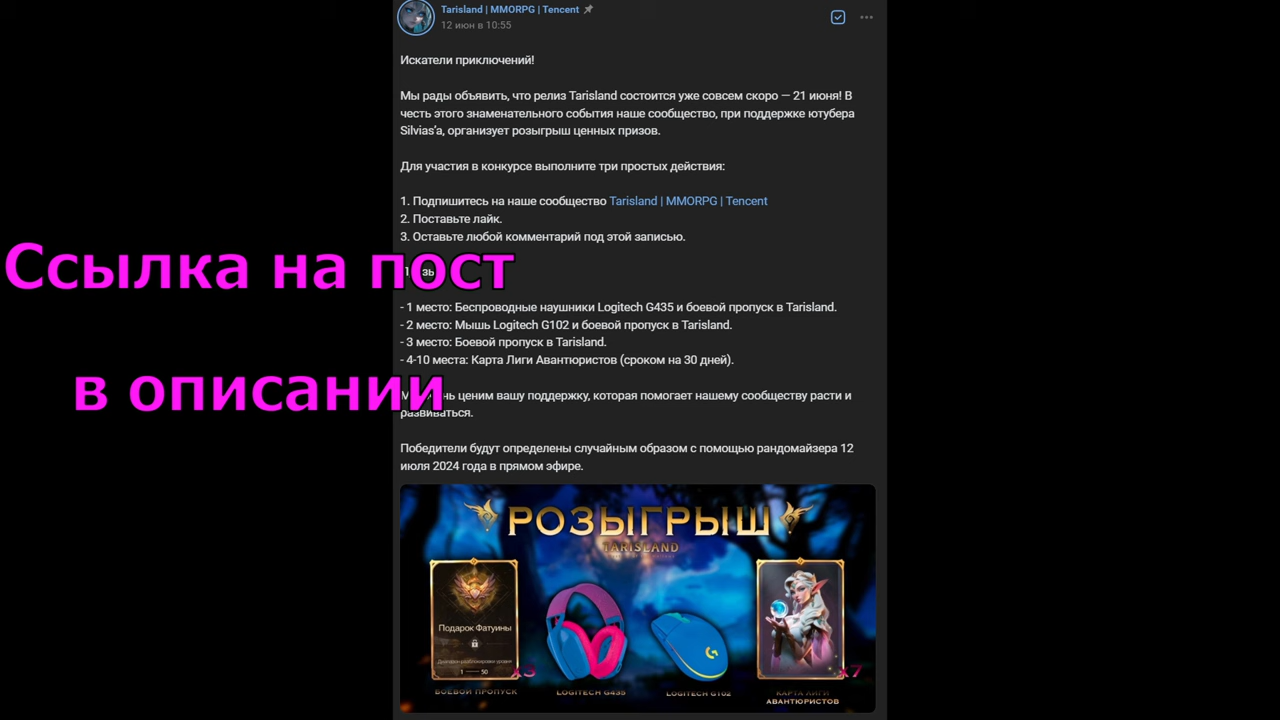 Tarisland | MMORPG | Tencent
12 июн в 10:55
Искатели приключений!
Мы рады объявить, что релиз Tarisland состоится уже совсем скоро — 21 июня! В
честь этого знаменательного события наше сообщество, при поддержке ютубера
Silvias’a, организует розыгрыш ценных призов.
Для участия в конкурсе выполните три простых действия:
1. Подпишитесь на наше сообщество Tarisland | MMORPG | Tencent
2. Поставьте лайк.
3. Оставьте любой комментарий под этой записью.
Ссылка на пост
- 1 место: Беспроводные наушники Logitech G435 и боевой пропуск в Tarisland.
- 2 место: Мышь Logitech G102 и боевой пропуск в Tarisland.
- 3 место: Боевой пропуск в Tarisland.
- 4-10 места: Карта Лиги Авантюристов (сроком на 30 дней).
в описании
ценим вашу поддержку, которая помогает нашему сообществу расти и
развиваться.
Победители будут определены случайным образом с помощью рандомайзера 12
июля 2024 года в прямом эфире.
РОЗЫГРЫШ
TARISLAND
Подарок Фатуины
1 — 50
x3
x7
БОЕВОЙ ПРОПУСК
LOGITECH G435
LOGITECH G102
КАРТА ЛИГИ
АВАНТЮРИСТОВ